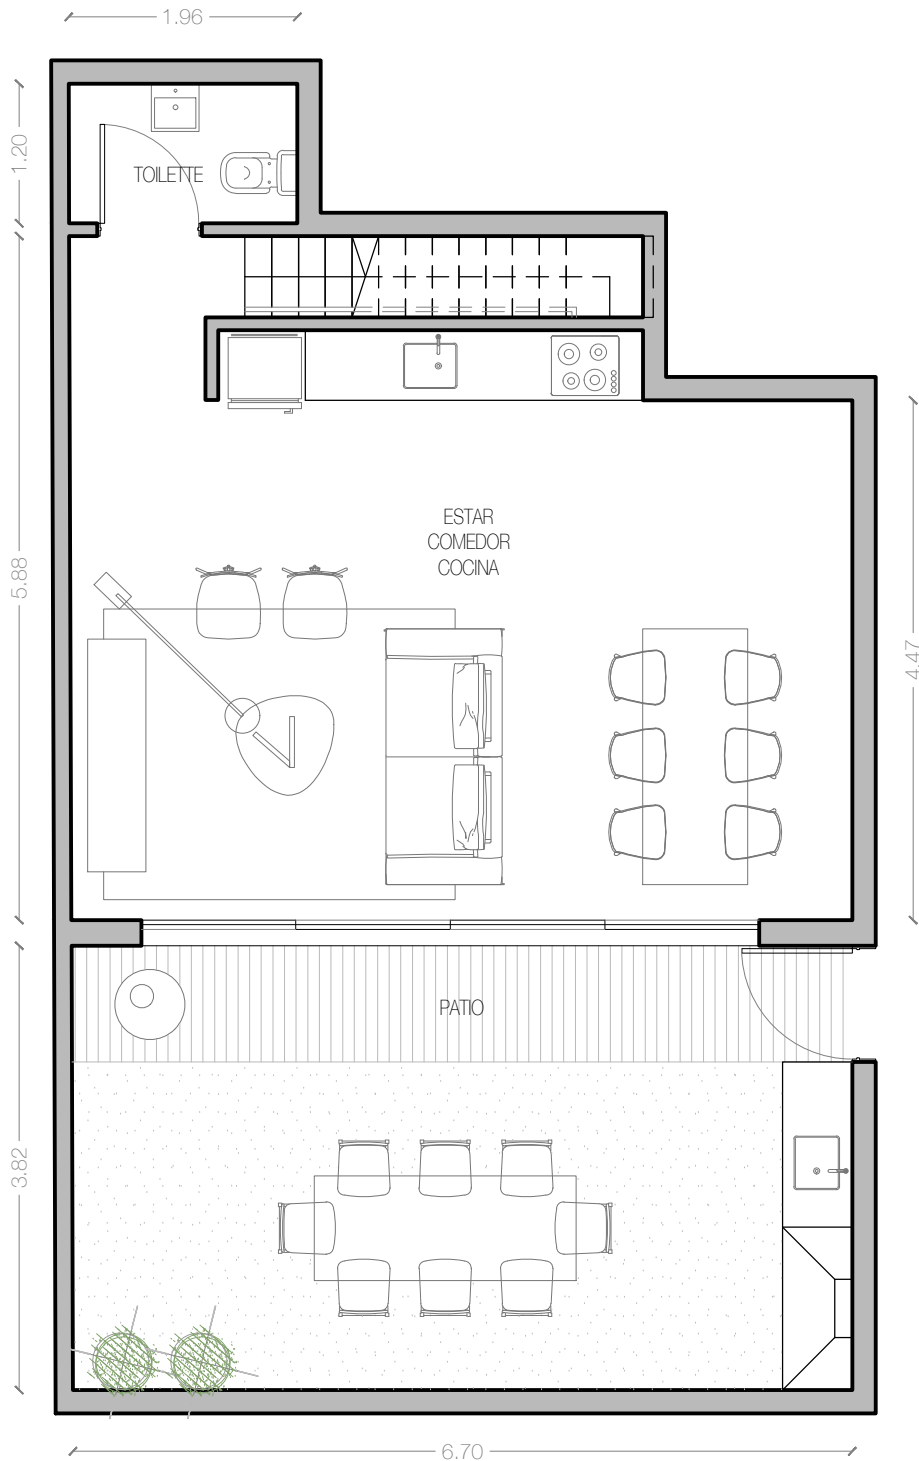 1.96
1.20
TOILETTE
ESTAR
COMEDOR
COCINA
5.88
4.47
PATIO
3.82
6.70